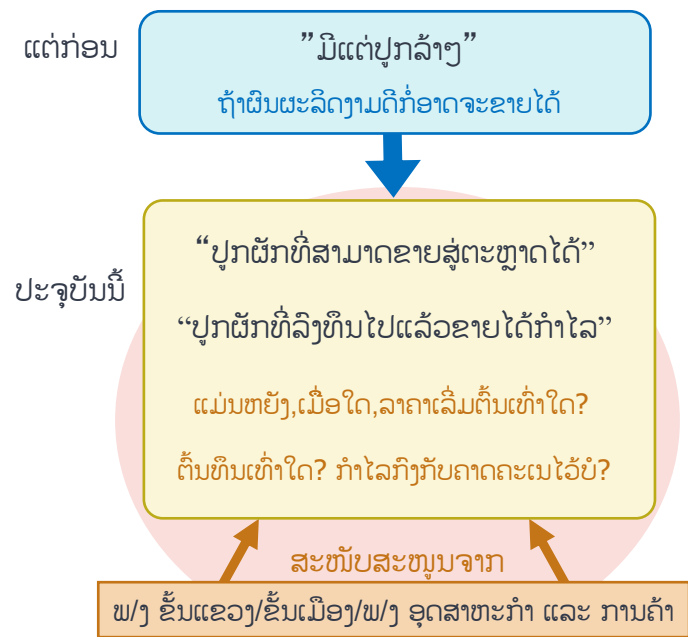 ແຕ່ກ່ອນ
”ມີແຕ່ປູກລ້າໆ”
ຖ້າຜົນຜະລິດງາມດີກໍ່ອາດຈະຂາຍໄດ້
ປະຈຸບັນນີ້
“ປູກຜັກທີ່ສາມາດຂາຍສູ່ຕະຫຼາດໄດ້”
“ປູກຜັກທີ່ລົງທຶນໄປແລ້ວຂາຍໄດ້ກໍາໄລ”
ແມ່ນຫຍັງ,ເມື່ອໃດ,ລາຄາເລີ່ມຕົ້ນເທົ່າໃດ?
ຕົ້ນທຶນເທົ່າໃດ? ກໍາໄລກົງກັບຄາດຄະເນໄວ້ບໍ?
ສະໜັບສະໜູນຈາກ
ພ/ງ ຂັ້ນແຂວງ/ຂັ້ນເມືອງ/ພ/ງ ອຸດສາຫະກໍາ ແລະ ການຄ້າ